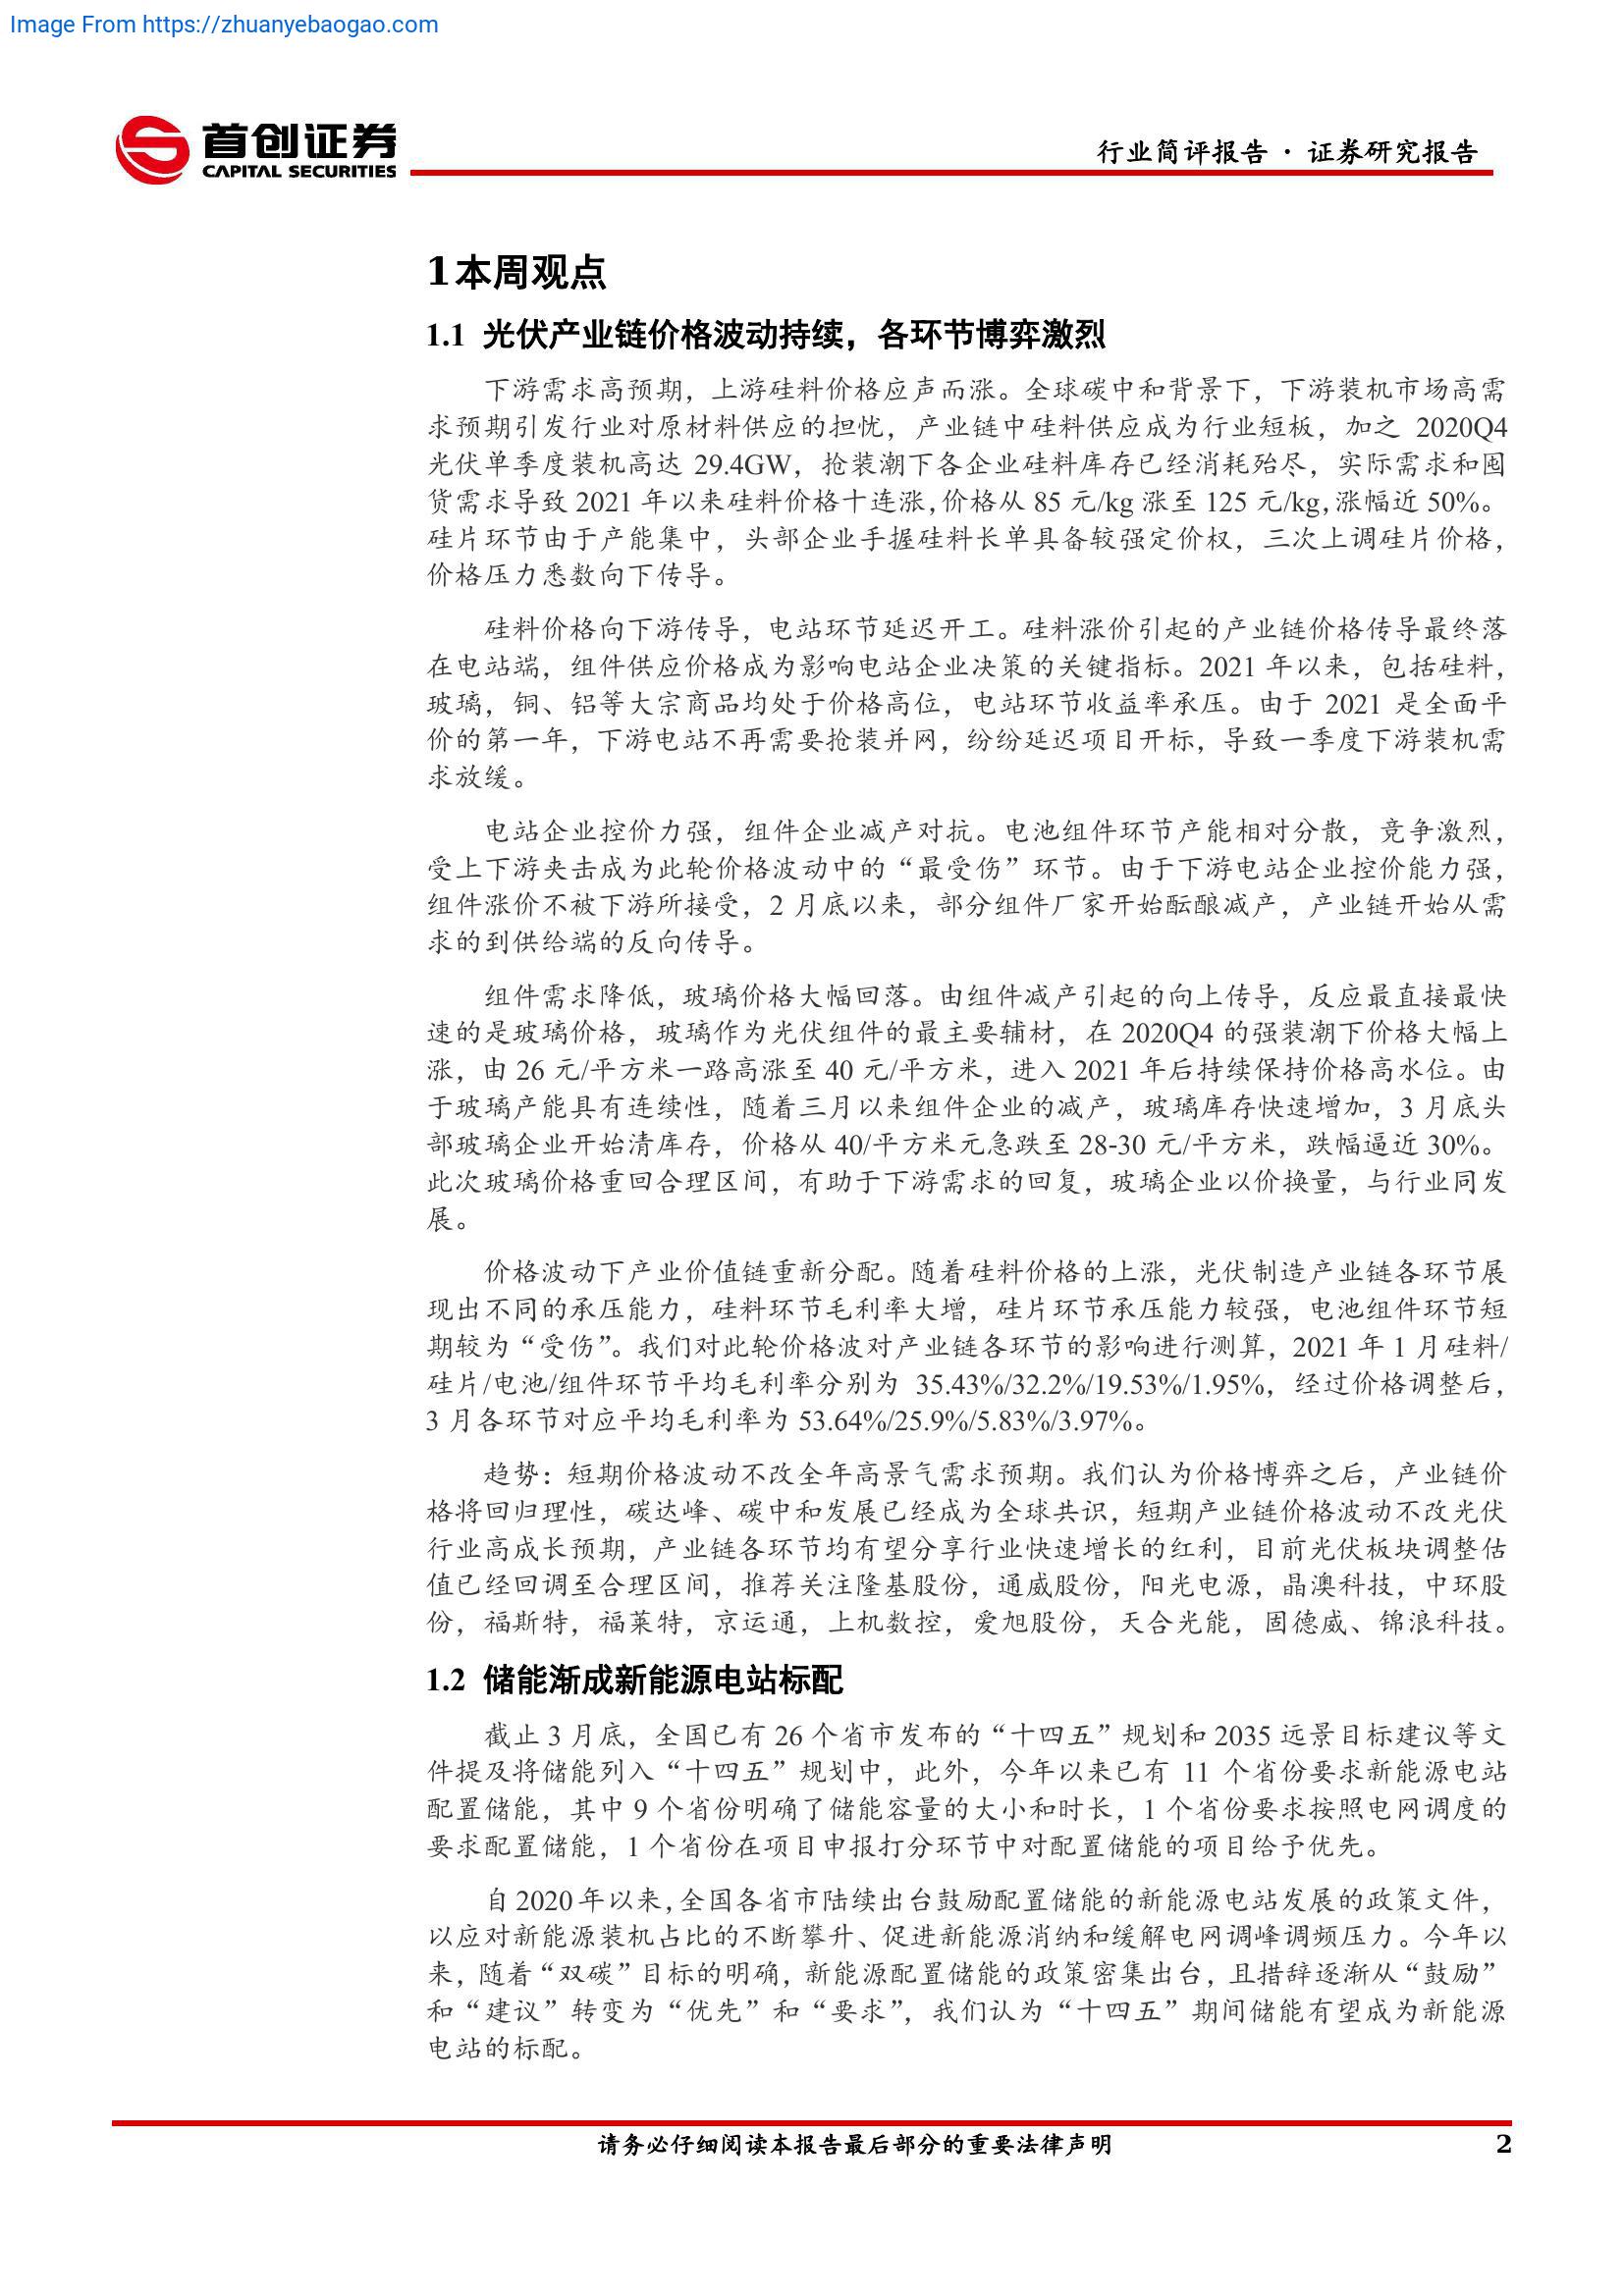 Image From https://zhuanyebaogao.com
首创证券
CAPITAL SECURITIES
行业简评报告 · 证券研究报告
1本周观点
1.1 光伏产业链价格波动持续，各环节博弈激烈
下游需求高预期，上游硅料价格应声而涨。全球碳中和背景下，下游装机市场高需
求预期引发行业对原材料供应的担忧，产业链中硅料供应成为行业短板，加之 2020Q4
光伏单季度装机高达 29.4GW，抢装潮下各企业硅料库存已经消耗殆尽，实际需求和囤
货需求导致 2021 年以来硅料价格十连涨，价格从 85 元/kg 涨至 125 元/kg，涨幅近 50%。
硅片环节由于产能集中，头部企业手握硅料长单具备较强定价权，三次上调硅片价格，
价格压力悉数向下传导。
硅料价格向下游传导，电站环节延迟开工。硅料涨价引起的产业链价格传导最终落
在电站端，组件供应价格成为影响电站企业决策的关键指标。2021 年以来，包括硅料，
玻璃，铜、铝等大宗商品均处于价格高位，电站环节收益率承压。由于 2021 是全面平
价的第一年，下游电站不再需要抢装并网，纷纷延迟项目开标，导致一季度下游装机需
求放缓。
电站企业控价力强，组件企业减产对抗。电池组件环节产能相对分散，竞争激烈，
受上下游夹击成为此轮价格波动中的“最受伤”环节。由于下游电站企业控价能力强，
组件涨价不被下游所接受，2 月底以来，部分组件厂家开始酝酿减产，产业链开始从需
求的到供给端的反向传导。
组件需求降低，玻璃价格大幅回落。由组件减产引起的向上传导，反应最直接最快
速的是玻璃价格，玻璃作为光伏组件的最主要辅材，在 2020Q4 的强装潮下价格大幅上
涨，由 26 元/平方米一路高涨至 40 元/平方米，进入 2021 年后持续保持价格高水位。由
于玻璃产能具有连续性，随着三月以来组件企业的减产，玻璃库存快速增加，3 月底头
部玻璃企业开始清库存，价格从 40/平方米元急跌至 28-30 元/平方米，跌幅逼近 30%。
此次玻璃价格重回合理区间，有助于下游需求的回复，玻璃企业以价换量，与行业同发
展。
价格波动下产业价值链重新分配。随着硅料价格的上涨，光伏制造产业链各环节展
现出不同的承压能力，硅料环节毛利率大增，硅片环节承压能力较强，电池组件环节短
期较为“受伤”。我们对此轮价格波对产业链各环节的影响进行测算，2021 年 1 月硅料/
硅片/电池/组件环节平均毛利率分别为 35.43%/32.2%/19.53%/1.95%，经过价格调整后，
3 月各环节对应平均毛利率为 53.64%/25.9%/5.83%/3.97%。
趋势：短期价格波动不改全年高景气需求预期。我们认为价格博弈之后，产业链价
格将回归理性，碳达峰、碳中和发展已经成为全球共识，短期产业链价格波动不改光伏
行业高成长预期，产业链各环节均有望分享行业快速增长的红利，目前光伏板块调整估
值已经回调至合理区间，推荐关注隆基股份，通威股份，阳光电源，晶澳科技，中环股
份，福斯特，福莱特，京运通，上机数控，爱旭股份，天合光能，固德威、锦浪科技。
1.2 储能渐成新能源电站标配
截止 3 月底，全国已有 26 个省市发布的“十四五”规划和 2035 远景目标建议等文
件提及将储能列入“十四五”规划中，此外，今年以来已有 11 个省份要求新能源电站
配置储能，其中 9 个省份明确了储能容量的大小和时长，1 个省份要求按照电网调度的
要求配置储能，1 个省份在项目申报打分环节中对配置储能的项目给予优先。
自 2020 年以来，全国各省市陆续出台鼓励配置储能的新能源电站发展的政策文件，
以应对新能源装机占比的不断攀升、促进新能源消纳和缓解电网调峰调频压力。今年以
来，随着“双碳”目标的明确，新能源配置储能的政策密集出台，且措辞逐渐从“鼓励”
和“建议”转变为“优先”和“要求”，我们认为“十四五”期间储能有望成为新能源
电站的标配。
请务必仔细阅读本报告最后部分的重要法律声明
2